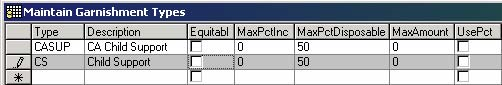 Maintain Garnishment Types
Type Description Equitabl MaxPctInc MaxPctDisposable MaxAmount UsePct
CASUP CA Child Support 0 50 0
CS Child Support 0 50 0